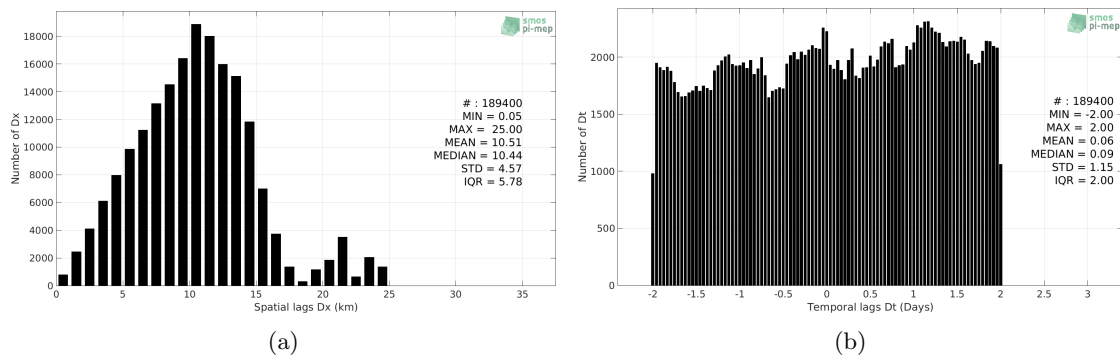 smos
pi-mep
18000
16000
14000
12000
10000
8000
6000
4000
2000
0
Number of Dx
# : 189400
MIN = 0.05
MAX = 25.00
MEAN = 10.51
MEDIAN = 10.44
STD = 4.57
IQR = 5.78
0 5 10 15 20 25 30 35
Spatial lags Dx (km)
(a)
smos
pi-mep
2000
1500
1000
500
0
Number of Dt
# : 189400
MIN = -2.00
MAX = 2.00
MEAN = 0.06
MEDIAN = 0.09
STD = 1.15
IQR = 2.00
-2 -1.5 -1 -0.5 0 0.5 1 1.5 2 2.5 3
Temporal lags Dt (Days)
(b)